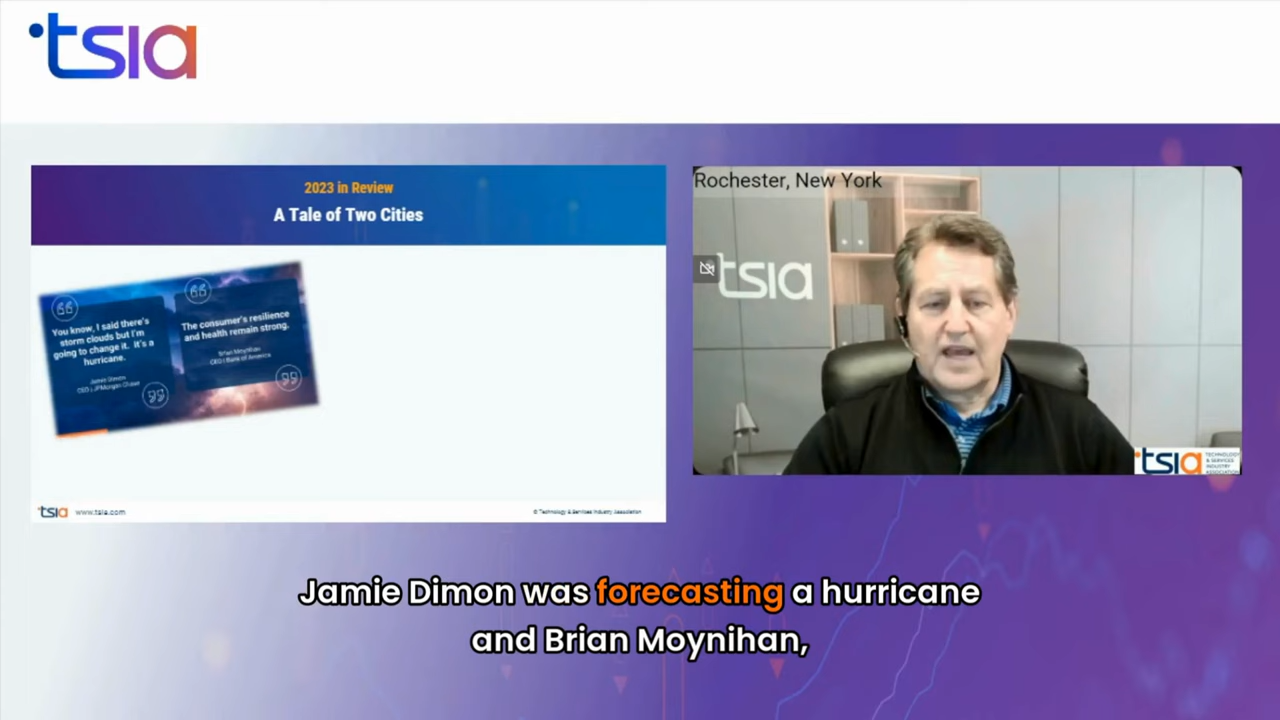 tsia
2023 in Review
A Tale of Two Cities
You know, I said there's
storm clouds but I'm
going to change it. It's a
hurricane.
Jamie Dimon
CEO | JPMorgan Chase
The consumer's resilience
and health remain strong.
Brian Moynihan
CEO | Bank of America
tsia www.tsia.com
© Technology & Services Industry Association
Rochester, New York
tsia
tsia
TECHNOLOGY
& SERVICES
INDUSTRY
ASSOCIATION
Jamie Dimon was forecasting a hurricane
and Brian Moynihan,